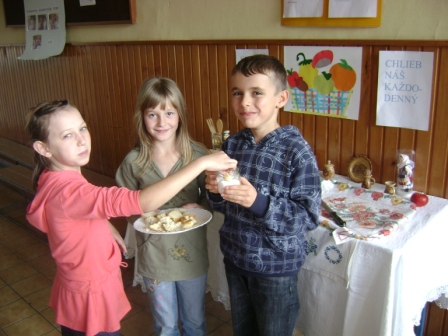 CHLIEB
NÁŠ
KAŽDO-
DENNÝ